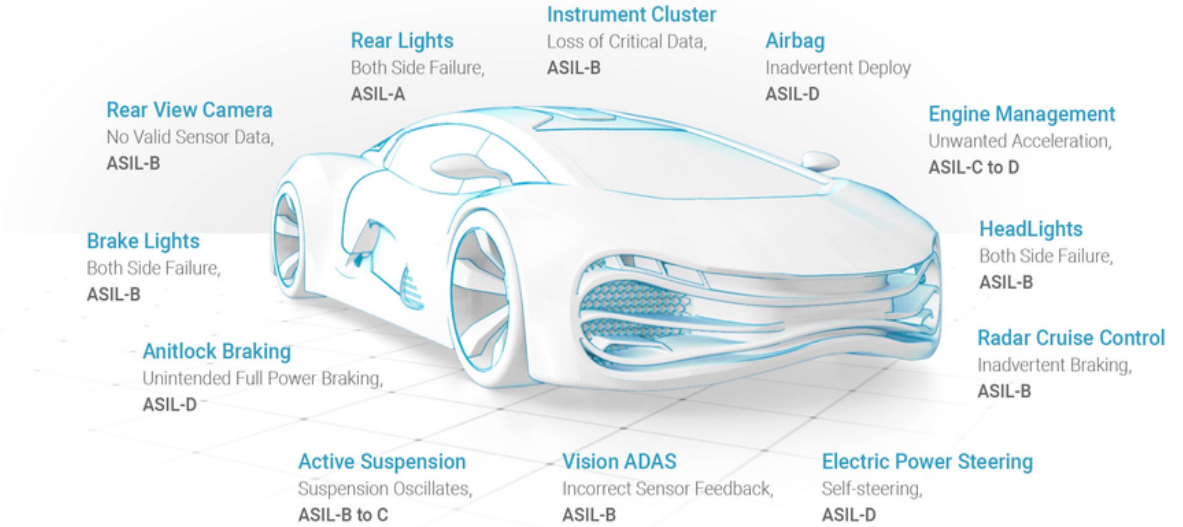 Instrument Cluster
Loss of Critical Data,
ASIL-B
Rear Lights
Both Side Failure,
ASIL-A
Airbag
Inadvertent Deploy
ASIL-D
Rear View Camera
No Valid Sensor Data,
ASIL-B
Engine Management
Unwanted Acceleration,
ASIL-C to D
Brake Lights
Both Side Failure,
ASIL-B
HeadLights
Both Side Failure,
ASIL-B
Anitlock Braking
Unintended Full Power Braking,
ASIL-D
Radar Cruise Control
Inadvertent Braking,
ASIL-B
Active Suspension
Suspension Oscillates,
ASIL-B to C
Vision ADAS
Incorrect Sensor Feedback,
ASIL-B
Electric Power Steering
Self-steering,
ASIL-D